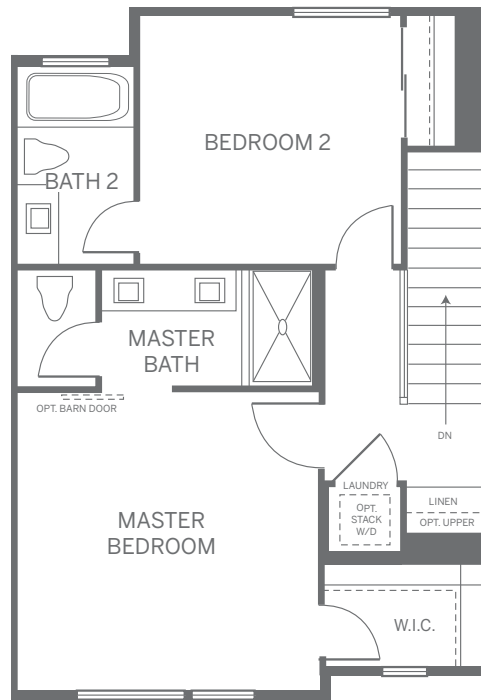 BEDROOM 2
BATH 2
MASTER
BATH
OPT. BARN DOOR
DN
LAUNDRY
OPT.
STACK
W/D
LINEN
OPT. UPPER
MASTER
BEDROOM
W.I.C.